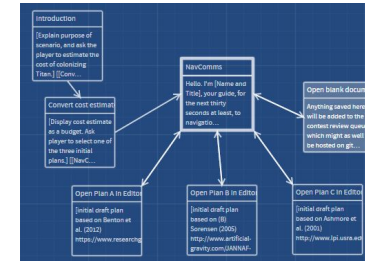 Introduction
[Explain purpose of
scenario, and ask the
player to estimate the
cost of colonizing
Titan.] [[Conv...
Convert cost estimat
[Display cost estimate
as a budget. Ask
player to select one of
the three initial
plans.] [[NavC...
NavComms
Hello. I'm [Name and
Title], your guide, for
the next thirty
seconds at least, to
navigatio...
Open blank docum
Anything saved here
will be added to the
contest review queu
which might as well
be hosted on git...
Open Plan A In Editor
[initial draft plan
based on Benton et
al. (2012)
https://www.researchg
Open Plan B In Editor
[initial draft plan
based on (B)
Sorensen (2005)
http://www.artificial-
gravity.com/JANNAF-
Open Plan C In Editor
[initial draft plan
based on Ashmore et
al. (2001)
http://www.lpi.usra.ed